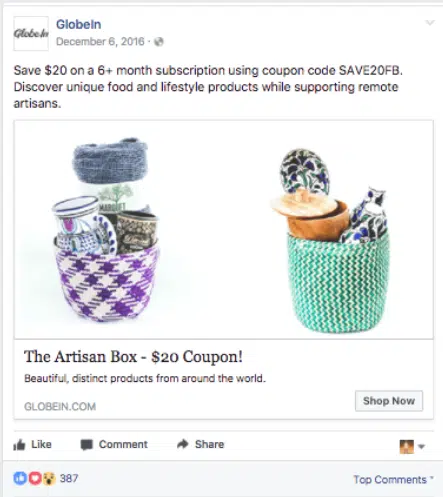 GlobeIn
GlobeIn
December 6, 2016 ·
Save $20 on a 6+ month subscription using coupon code SAVE20FB.
Discover unique food and lifestyle products while supporting remote
artisans.
MARKET
The Artisan Box - $20 Coupon!
Beautiful, distinct products from around the world.
GLOBEIN.COM
Shop Now
Like
Comment
Share
387
Top Comments